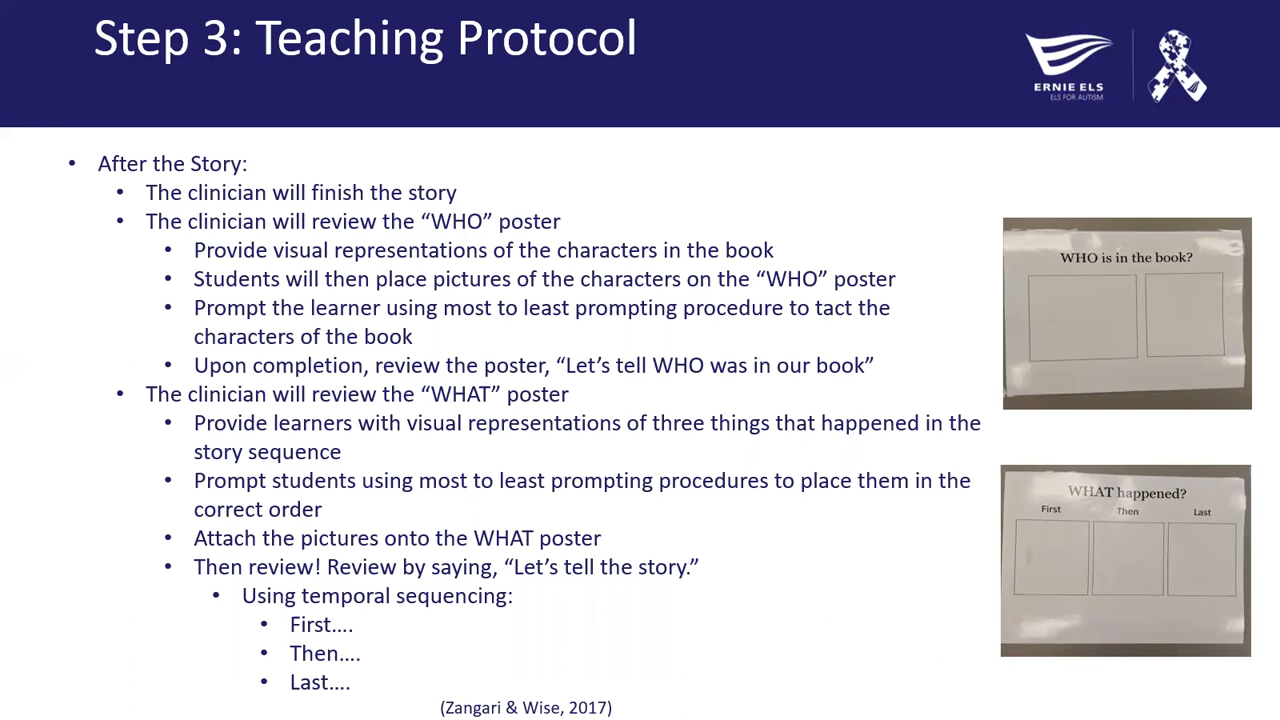 Step 3: Teaching Protocol
ERNIE ELS
ELS FOR AUTISM
• After the Story:
• The clinician will finish the story
• The clinician will review the “WHO” poster
• Provide visual representations of the characters in the book
• Students will then place pictures of the characters on the “WHO” poster
• Prompt the learner using most to least prompting procedure to tact the
characters of the book
• Upon completion, review the poster, “Let’s tell WHO was in our book”
• The clinician will review the “WHAT” poster
• Provide learners with visual representations of three things that happened in the
story sequence
• Prompt students using most to least prompting procedures to place them in the
correct order
• Attach the pictures onto the WHAT poster
• Then review! Review by saying, “Let’s tell the story.”
• Using temporal sequencing:
• First….
• Then….
• Last….
(Zangari & Wise, 2017)
WHO is in the book?
WHAT happened?
First Then Last